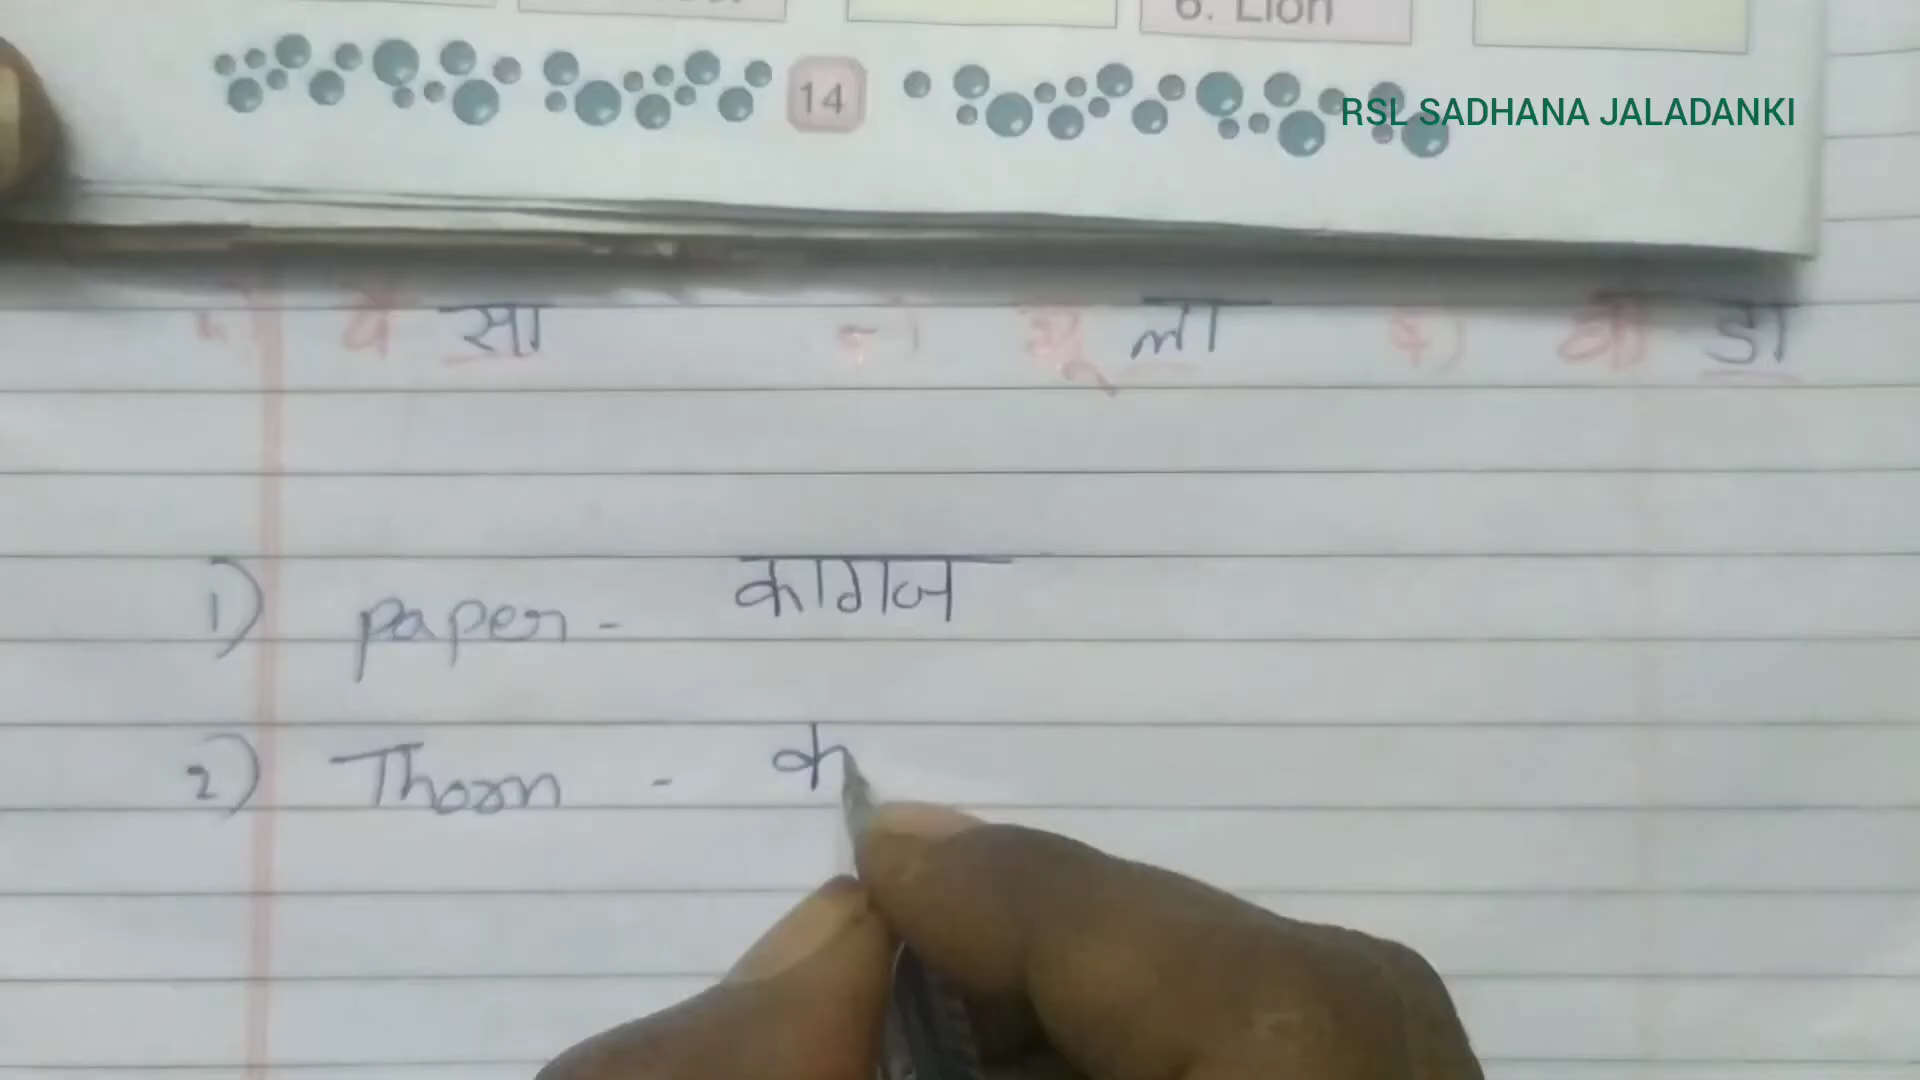 6. Lion
14
RSL SADHANA JALADANKI
सा ला डा
1) paper - कागज
2) Thorn - क